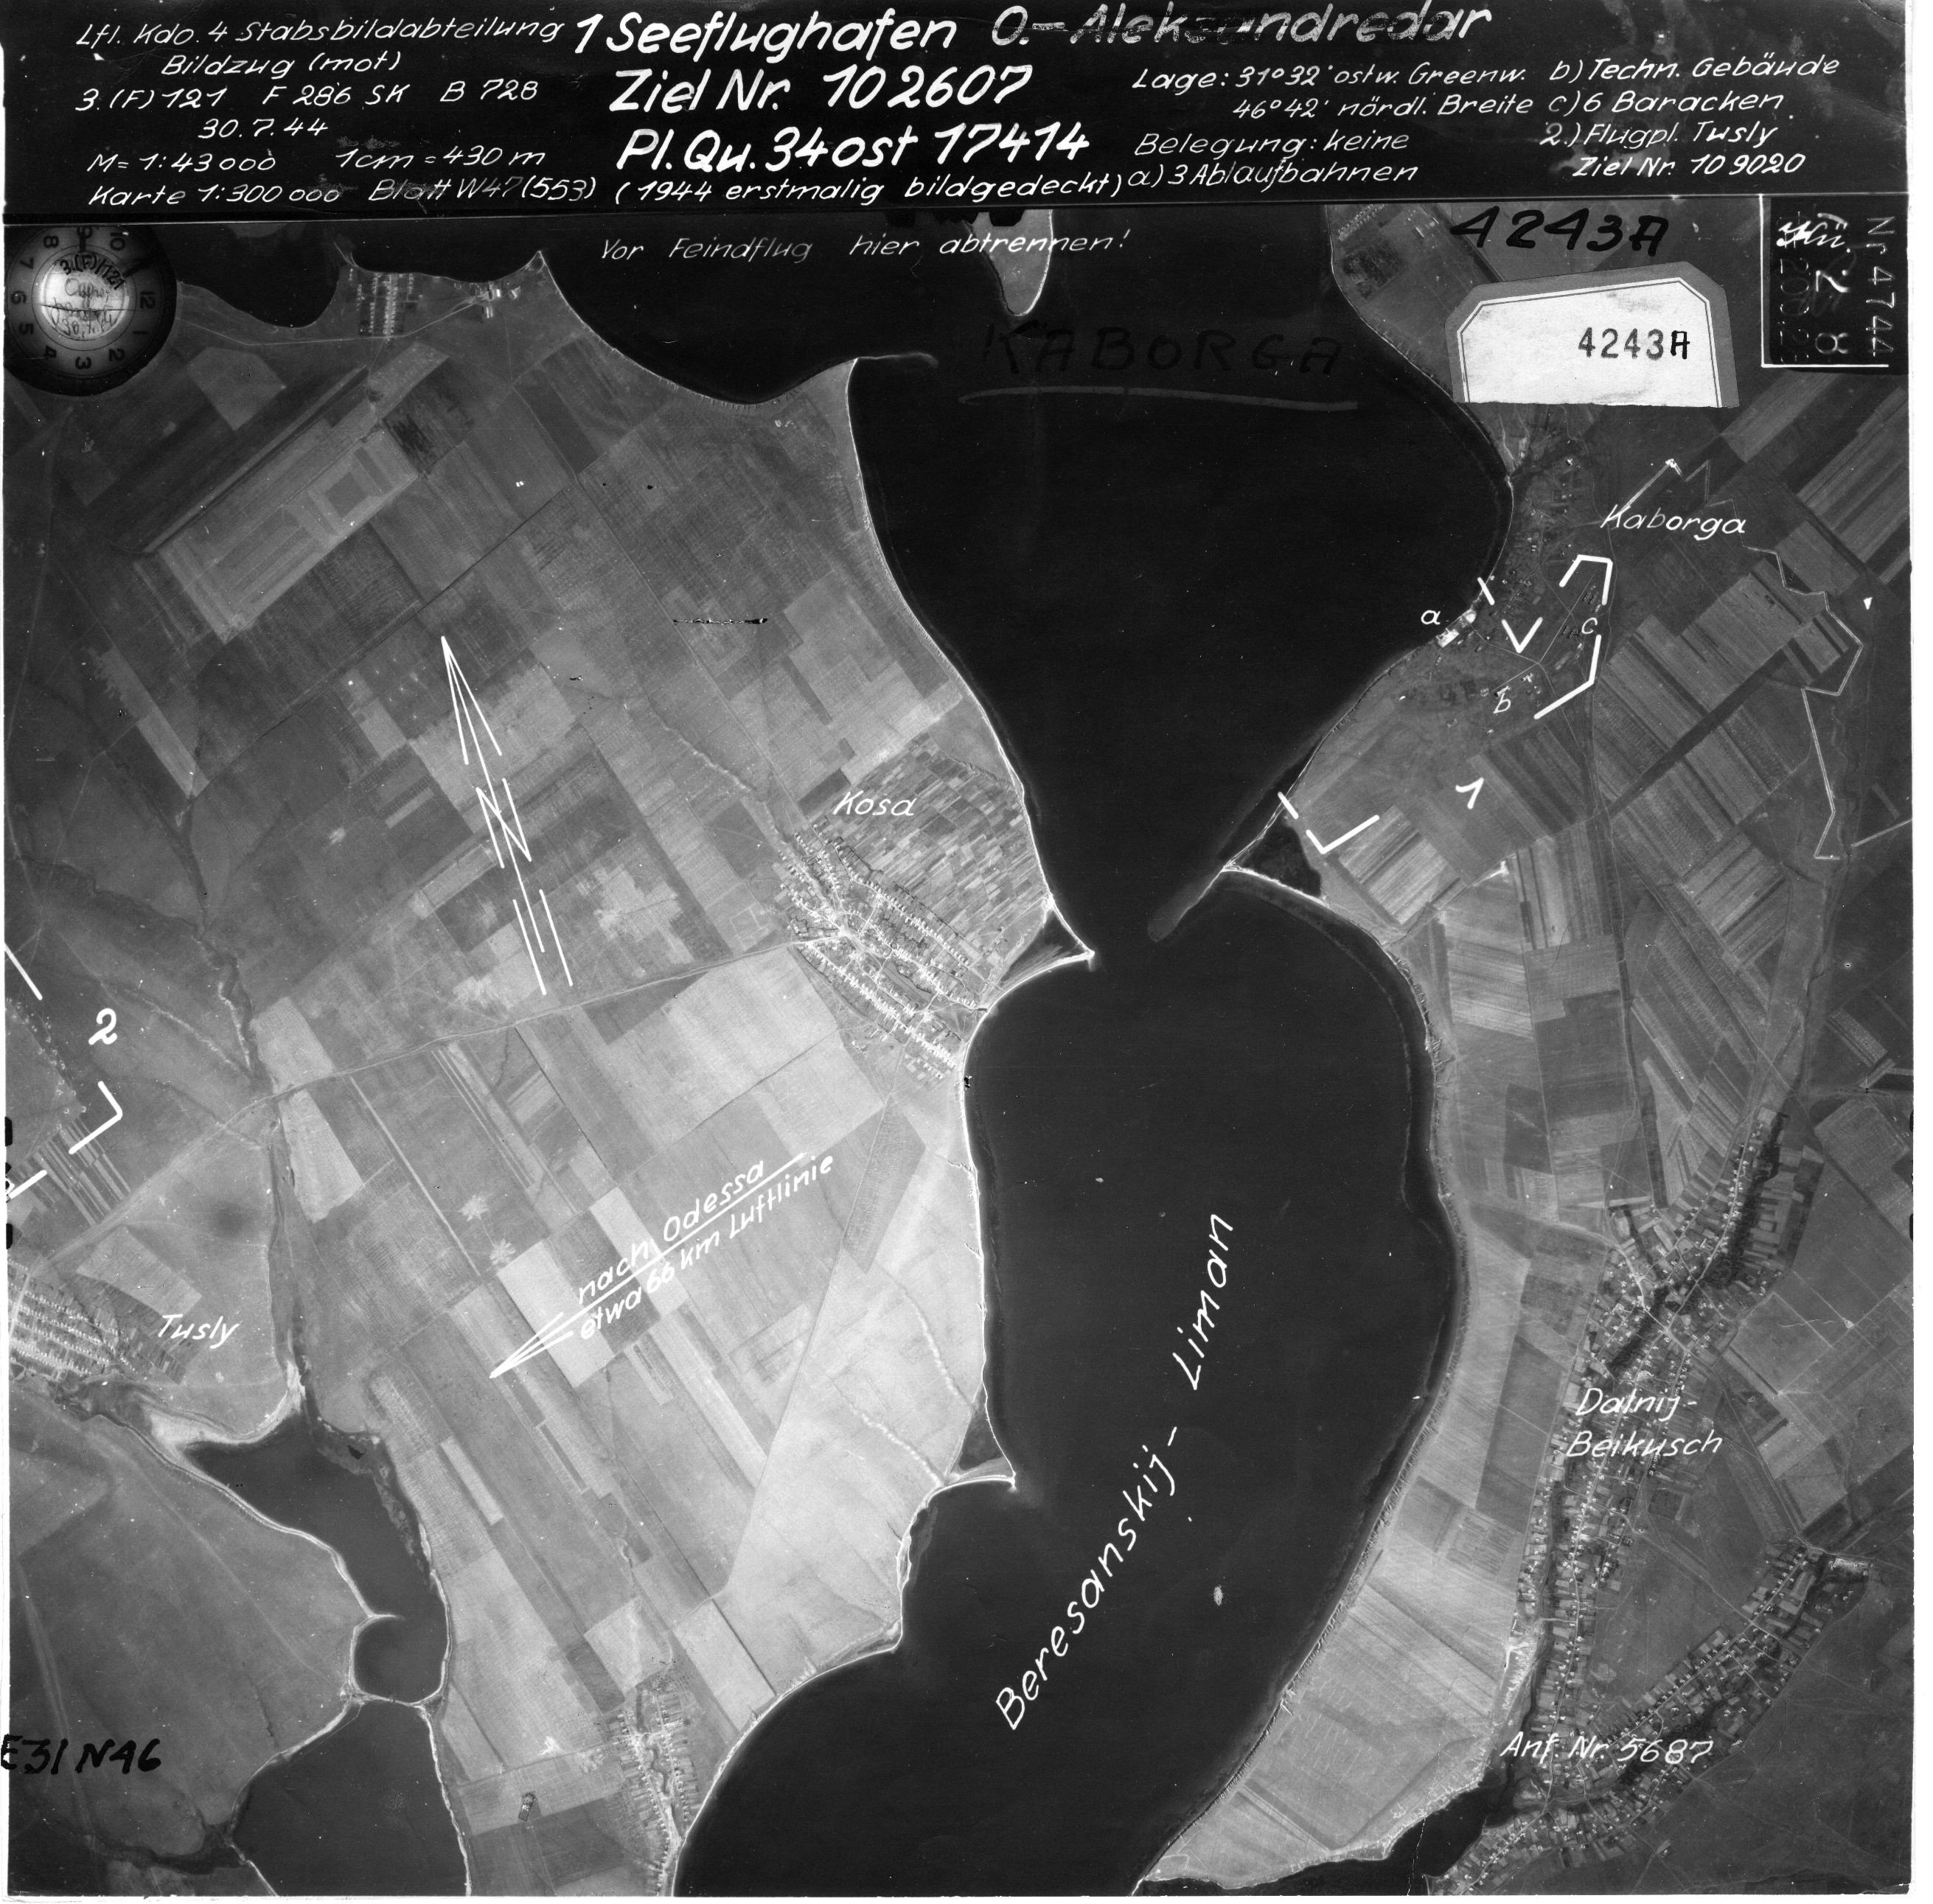 Lfl. Kdo. 4 Stabsbildabteilung
Bildzug (mot)
3. (F) 121 F 286 SK B 728
30.7.44
M= 1:43 000 1cm = 430 m
Karte 1:300 000 Blatt W47 (553)
1 Seeflughafen O.-Aleksandredar
Ziel Nr. 10 2607
Pl. Qu. 34 ost 17414
(1944 erstmalig bildgedeckt)
Lage: 31°32' ostw. Greenw.
46°42' nördl. Breite
Belegung: keine
a) 3 Ablaufbahnen
b) Techn. Gebäude
c) 6 Baracken
2.) Flugpl. Tusly
Ziel Nr. 10 9020
Vor Feindflug hier abtrennen!
4243A
4243A
Nr 4744
3.(F)/121
KABORGA
Kaborga
a
c
b
1
Kosa
N
2
nach Odessa
etwa 66 km Luftlinie
Tusly
Beresanskij-Liman
Dalnij-
Beikusch
Anf. Nr. 5687
E31 N46